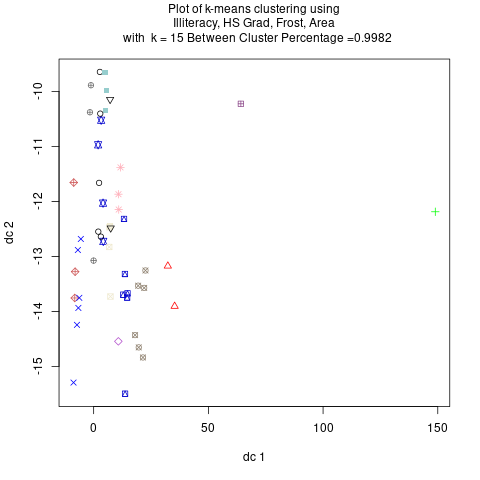 Plot of k-means clustering using
Illiteracy, HS Grad, Frost, Area
with k = 15 Between Cluster Percentage =0.9982
-10
-11
-12
-13
-14
-15
dc 2
0
50
100
150
dc 1